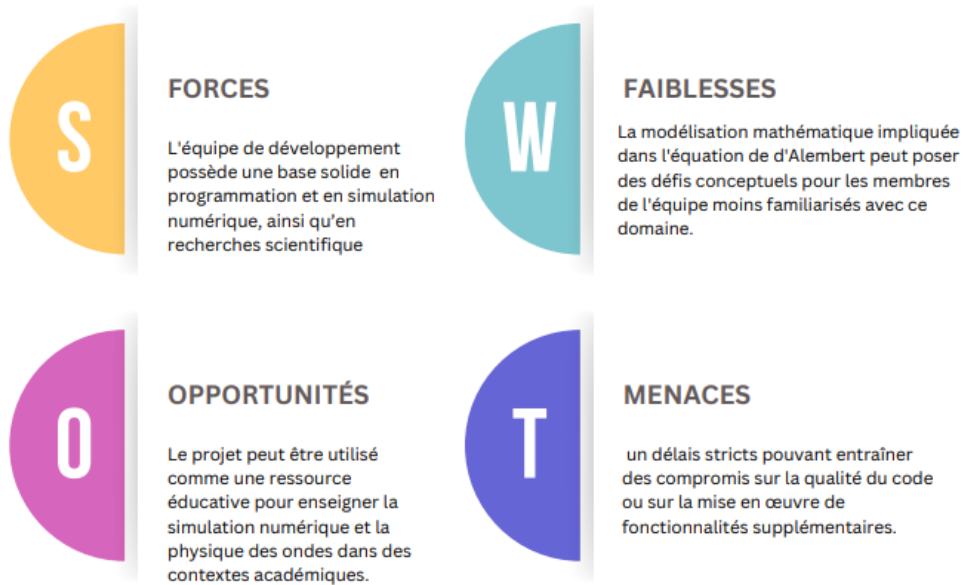 S
FORCES
L'équipe de développement
possède une base solide en
programmation et en simulation
numérique, ainsi qu'en
recherches scientifique
W
FAIBLESSES
La modélisation mathématique impliquée
dans l'équation de d'Alembert peut poser
des défis conceptuels pour les membres
de l'équipe moins familiarisés avec ce
domaine.
O
OPPORTUNITÉS
Le projet peut être utilisé
comme une ressource
éducative pour enseigner la
simulation numérique et la
physique des ondes dans des
contextes académiques.
T
MENACES
un délais stricts pouvant entraîner
des compromis sur la qualité du code
ou sur la mise en œuvre de
fonctionnalités supplémentaires.